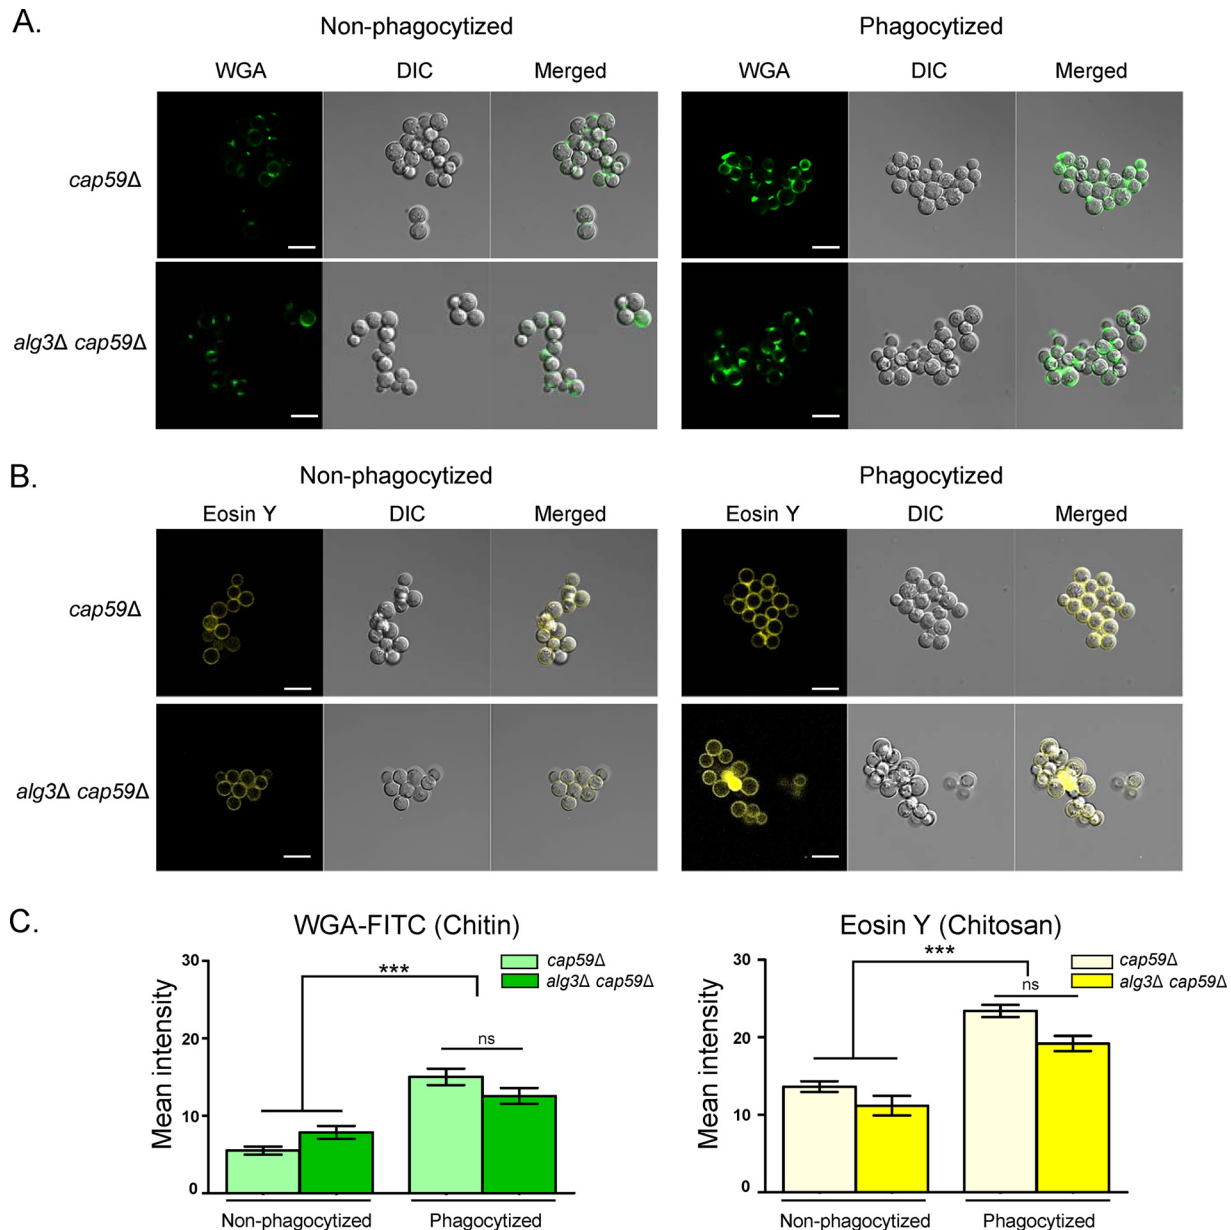 A.
Non-phagocytized Phagocytized
WGA DIC Merged WGA DIC Merged
cap59Δ
alg3Δ cap59Δ
B.
Non-phagocytized Phagocytized
Eosin Y DIC Merged Eosin Y DIC Merged
cap59Δ
alg3Δ cap59Δ
C.
WGA-FITC (Chitin)
Mean intensity
30
20
10
0
***
ns
cap59Δ
alg3Δ cap59Δ
Non-phagocytized Phagocytized
Eosin Y (Chitosan)
Mean intensity
30
20
10
0
***
ns
cap59Δ
alg3Δ cap59Δ
Non-phagocytized Phagocytized